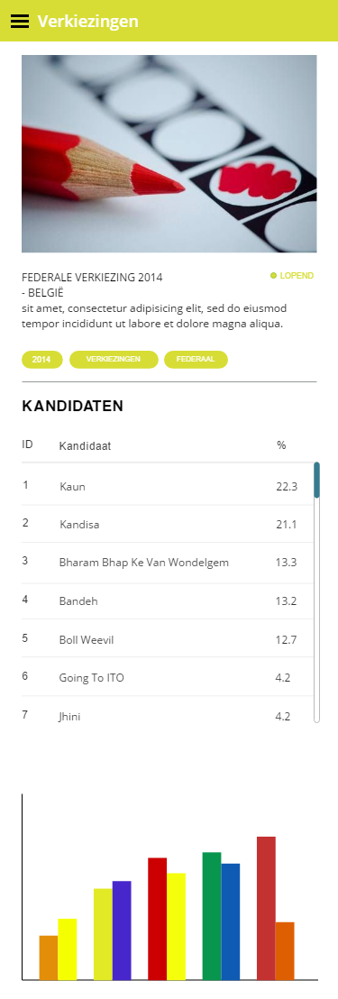 Verkiezingen
FEDERALE VERKIEZING 2014
- BELGIË
LOPEND
sit amet, consectetur adipisicing elit, sed do eiusmod
tempor incididunt ut labore et dolore magna aliqua.
2014 VERKIEZINGEN FEDERAAL
KANDIDATEN
ID Kandidaat %
1 Kaun 22.3
2 Kandisa 21.1
3 Bharam Bhap Ke Van Wondelgem 13.3
4 Bandeh 13.2
5 Boll Weevil 12.7
6 Going To ITO 4.2
7 Jhini 4.2